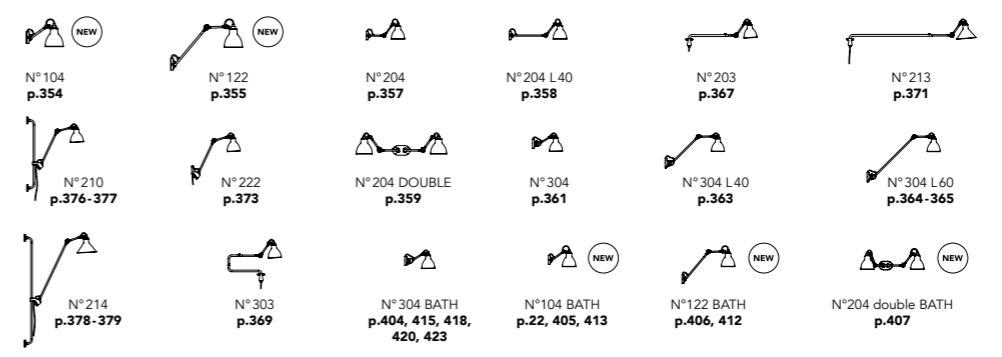 NEW
NEW
N°104
p.354
N°122
p.355
N°204
p.357
N°204 L40
p.358
N°203
p.367
N°213
p.371
N°210
p.376-377
N°222
p.373
N°204 DOUBLE
p.359
N°304
p.361
N°304 L40
p.363
N°304 L60
p.364-365
NEW
NEW
NEW
N°214
p.378-379
N°303
p.369
N°304 BATH
p.404, 415, 418,
420, 423
N°104 BATH
p.22, 405, 413
N°122 BATH
p.406, 412
N°204 double BATH
p.407